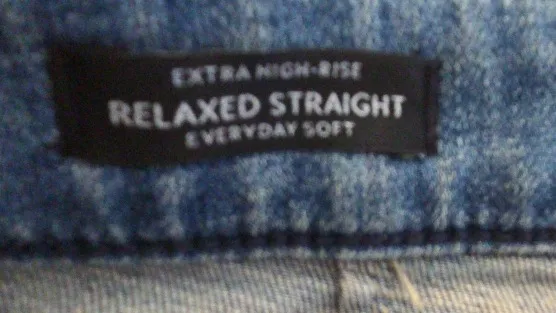 EXTRA HIGH-RISE
RELAXED STRAIGHT
EVERYDAY SOFT